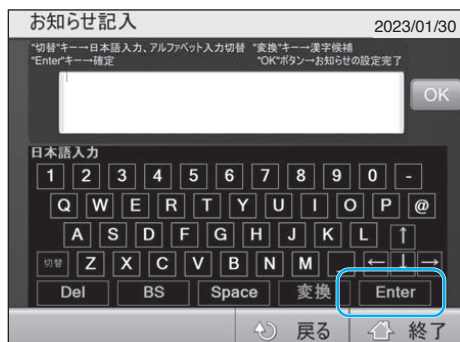 お知らせ記入 2023/01/30
"切替"キー→日本語入力、アルファベット入力切替 "変換"キー→漢字候補
"Enter"キー→確定 "OK"ボタン→お知らせの設定完了
OK
日本語入力
1 2 3 4 5 6 7 8 9 0 -
Q W E R T Y U I O P @
A S D F G H J K L ↑
切替 Z X C V B N M _ ← ↓ →
Del BS Space 変換 Enter
戻る 終了